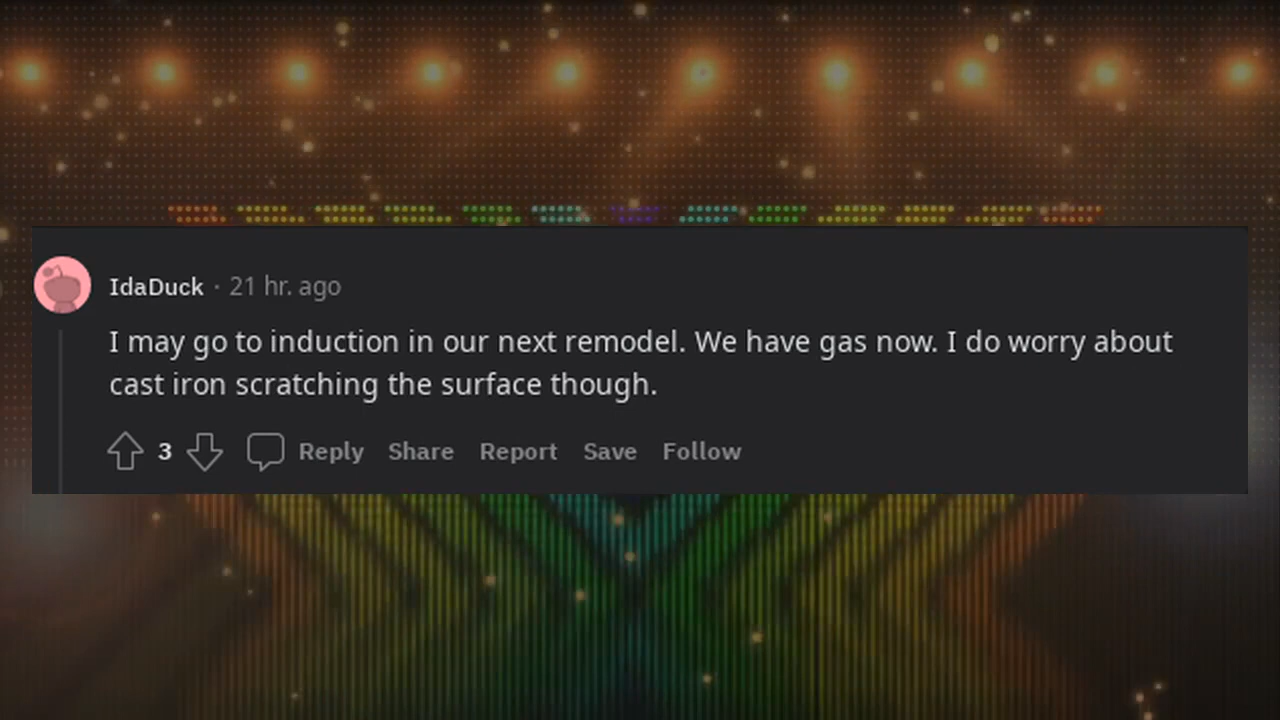 IdaDuck · 21 hr. ago
I may go to induction in our next remodel. We have gas now. I do worry about
cast iron scratching the surface though.
3 Reply Share Report Save Follow